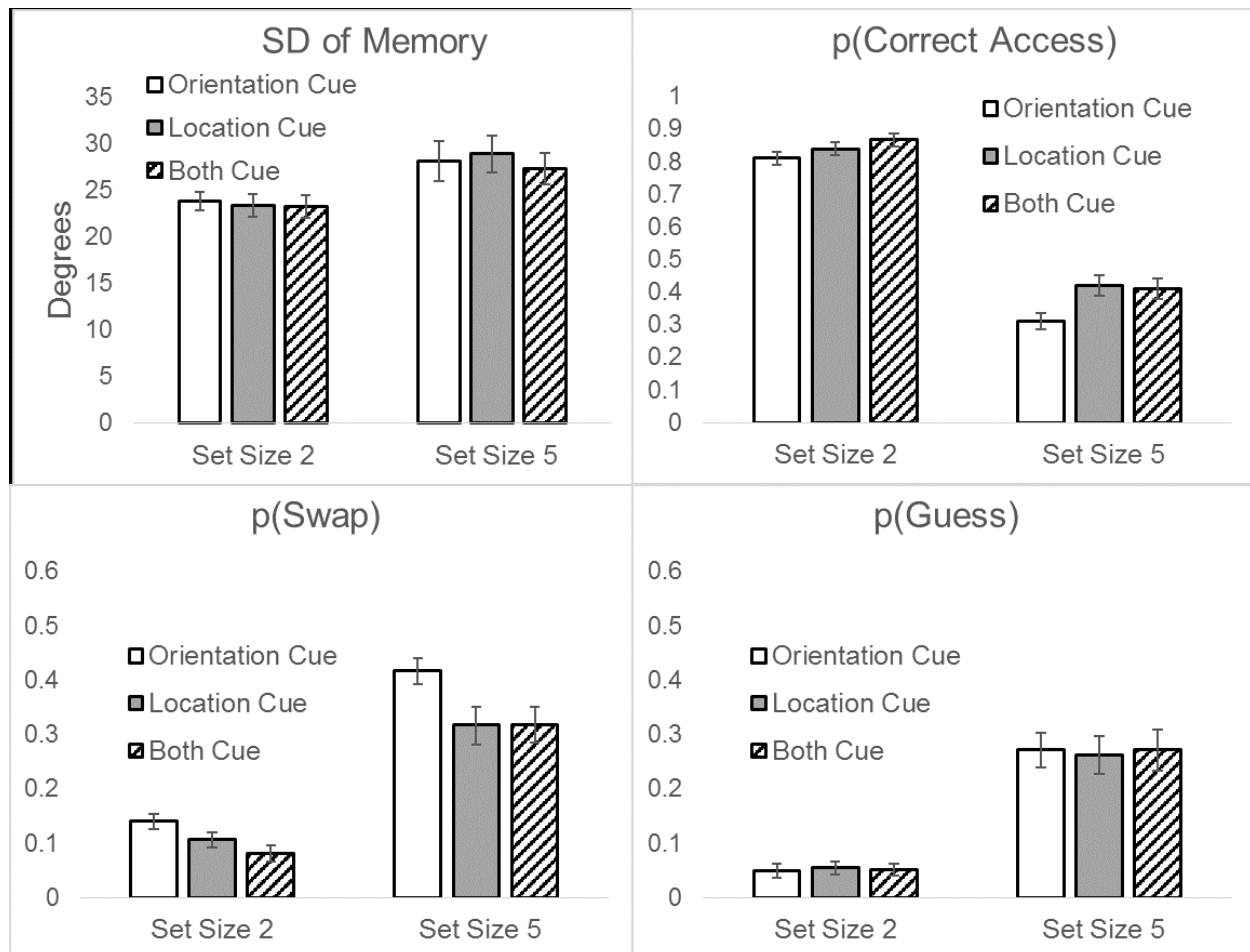 SD of Memory
Orientation Cue
Location Cue
Both Cue
Degrees
35
30
25
20
15
10
5
0
Set Size 2
Set Size 5
p(Correct Access)
Orientation Cue
Location Cue
Both Cue
1
0.9
0.8
0.7
0.6
0.5
0.4
0.3
0.2
0.1
0
Set Size 2
Set Size 5
p(Swap)
0.6
0.5
0.4
0.3
0.2
0.1
0
Orientation Cue
Location Cue
Both Cue
Set Size 2
Set Size 5
p(Guess)
0.6
0.5
0.4
0.3
0.2
0.1
0
Orientation Cue
Location Cue
Both Cue
Set Size 2
Set Size 5